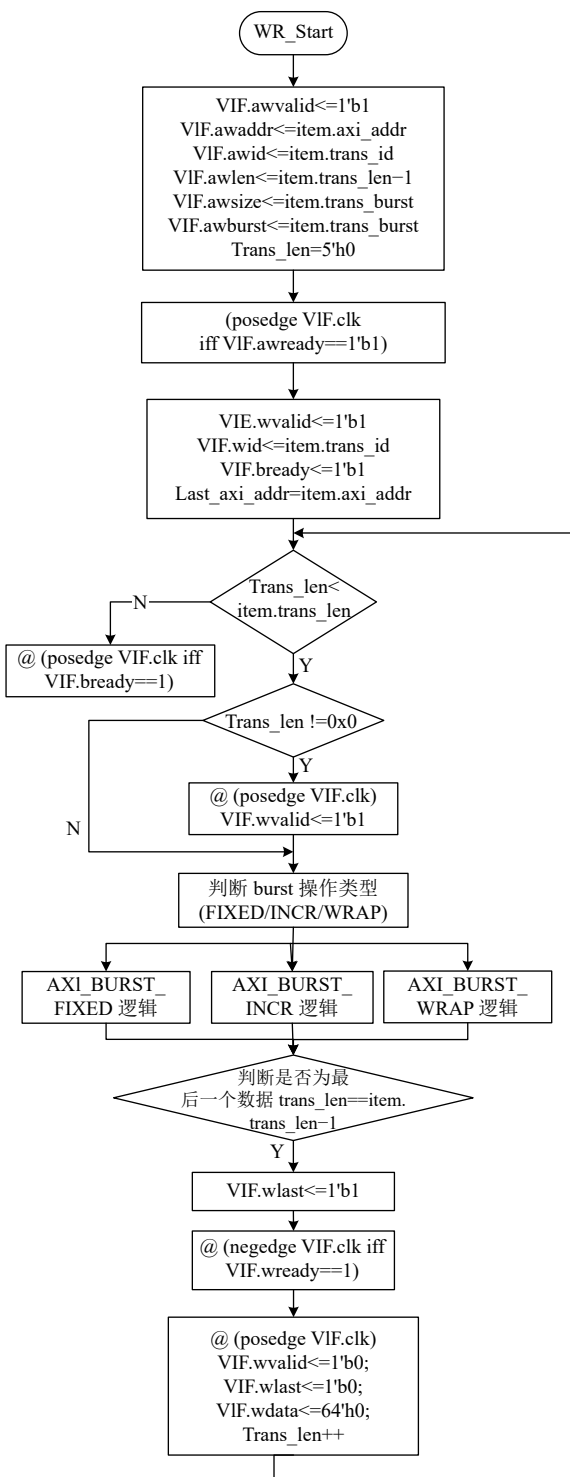 WR_Start
VIF.awvalid<=1'b1
VlF.awaddr<=item.axi_addr
VlF.awid<=item.trans_id
VlF.awlen<=item.trans_len−1
VlF.awsize<=item.trans_burst
VIF.awburst<=item.trans_burst
Trans_len=5'h0
(posedge VlF.clk
iff VlF.awready==1'b1)
VIE.wvalid<=1'b1
VIF.wid<=item.trans_id
VIF.bready<=1'b1
Last_axi_addr=item.axi_addr
Trans_len<
item.trans_len
N
@ (posedge VIF.clk iff
VIF.bready==1)
Y
Trans_len !=0x0
Y
@ (posedge VIF.clk)
VIF.wvalid<=1'b1
N
判断 burst 操作类型
(FIXED/INCR/WRAP)
AXl_BURST_
FIXED 逻辑
AXI_BURST_
INCR 逻辑
AXI_BURST_
WRAP 逻辑
判断是否为最
后一个数据 trans_len==item.
trans_len−1
Y
VIF.wlast<=1'b1
@ (negedge VIF.clk iff
VIF.wready==1)
@ (posedge VlF.clk)
VIF.wvalid<=1'b0;
VIF.wlast<=1'b0;
VlF.wdata<=64'h0;
Trans_len++